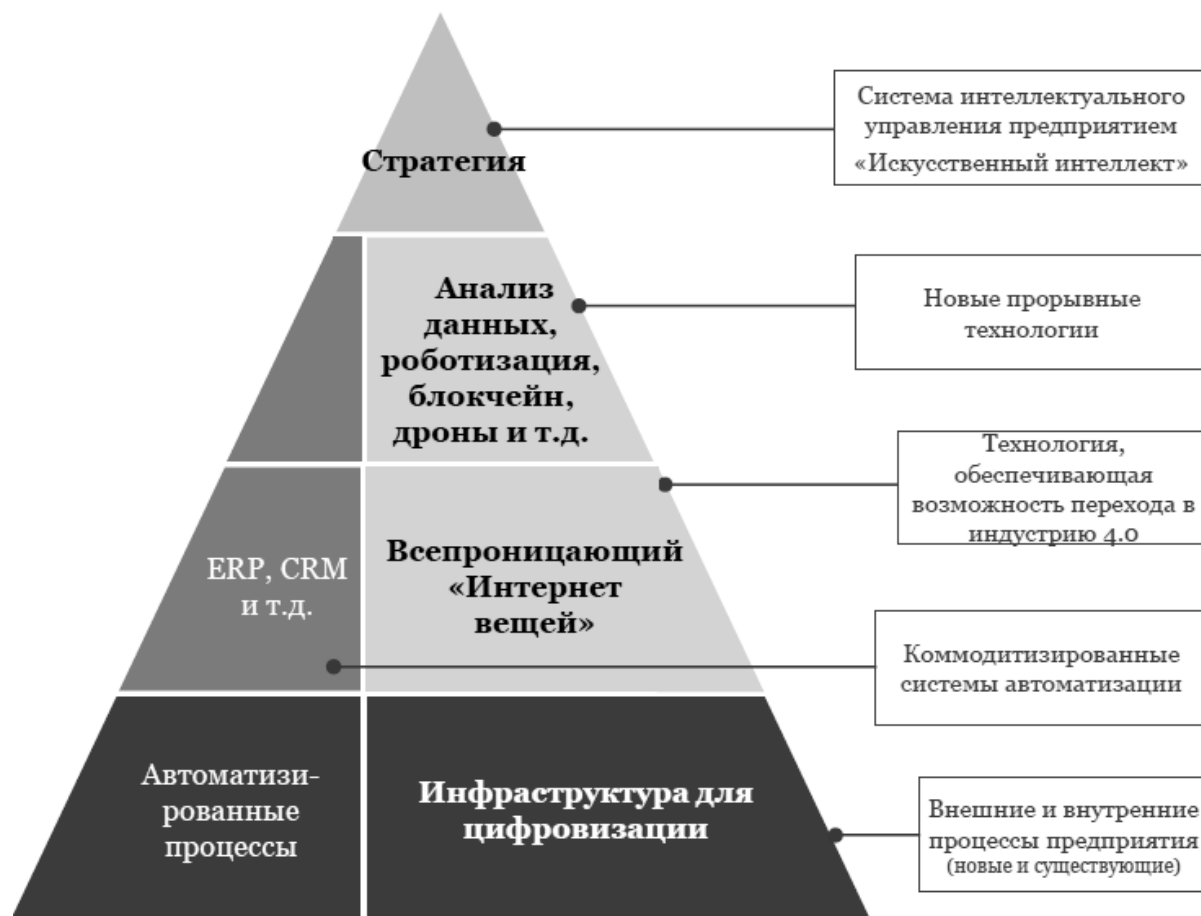 Стратегия
Система интеллектуального
управления предприятием
«Искусственный интеллект»
Анализ
данных,
роботизация,
блокчейн,
дроны и т.д.
Новые прорывные
технологии
ERP, CRM
и т.д.
Всепроницающий
«Интернет
вещей»
Технология,
обеспечивающая
возможность перехода в
индустрию 4.0
Коммодитизированные
системы автоматизации
Автоматизи-
рованные
процессы
Инфраструктура для
цифровизации
Внешние и внутренние
процессы предприятия
(новые и существующие)